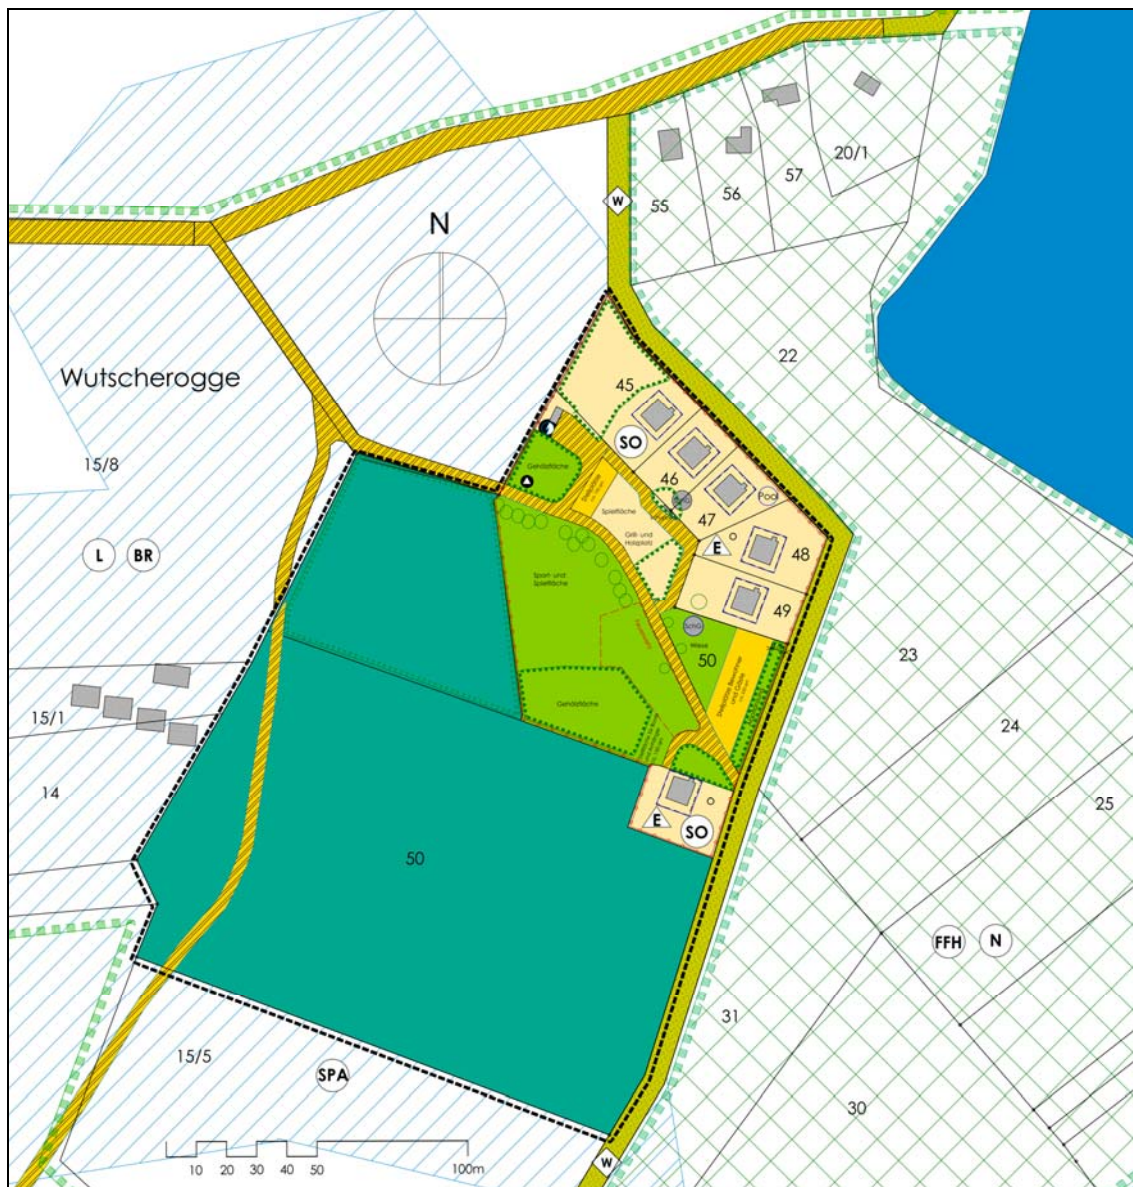 20/1
57
56
55
W
N
22
Wutscherogge
45
15/8
SO
Gehölzfläche
46
Pool
Spielfläche
47
Grill- und
Holzplatz
E
48
L
BR
Sport- und
Spielfläche
49
Wiese
50
23
15/1
Gehölzfläche
24
14
25
E
SO
50
FFH
N
31
15/5
SPA
30
10
20
30
40
50
100m
W